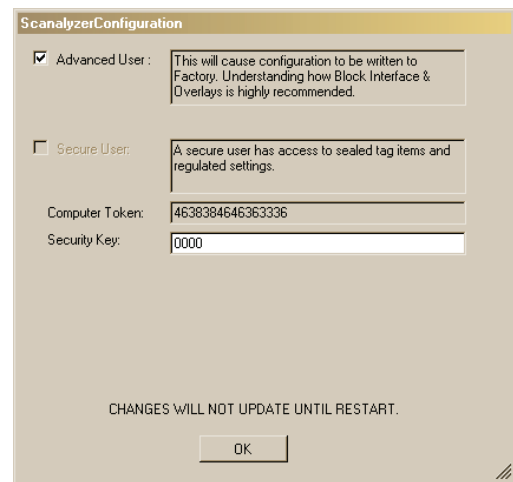 ScanalyzerConfiguration
Advanced User :
This will cause configuration to be written to
Factory. Understanding how Block Interface &
Overlays is highly recommended.
Secure User:
A secure user has access to sealed tag items and
regulated settings.
Computer Token:
4638384646363336
Security Key:
0000
CHANGES WILL NOT UPDATE UNTIL RESTART.
OK